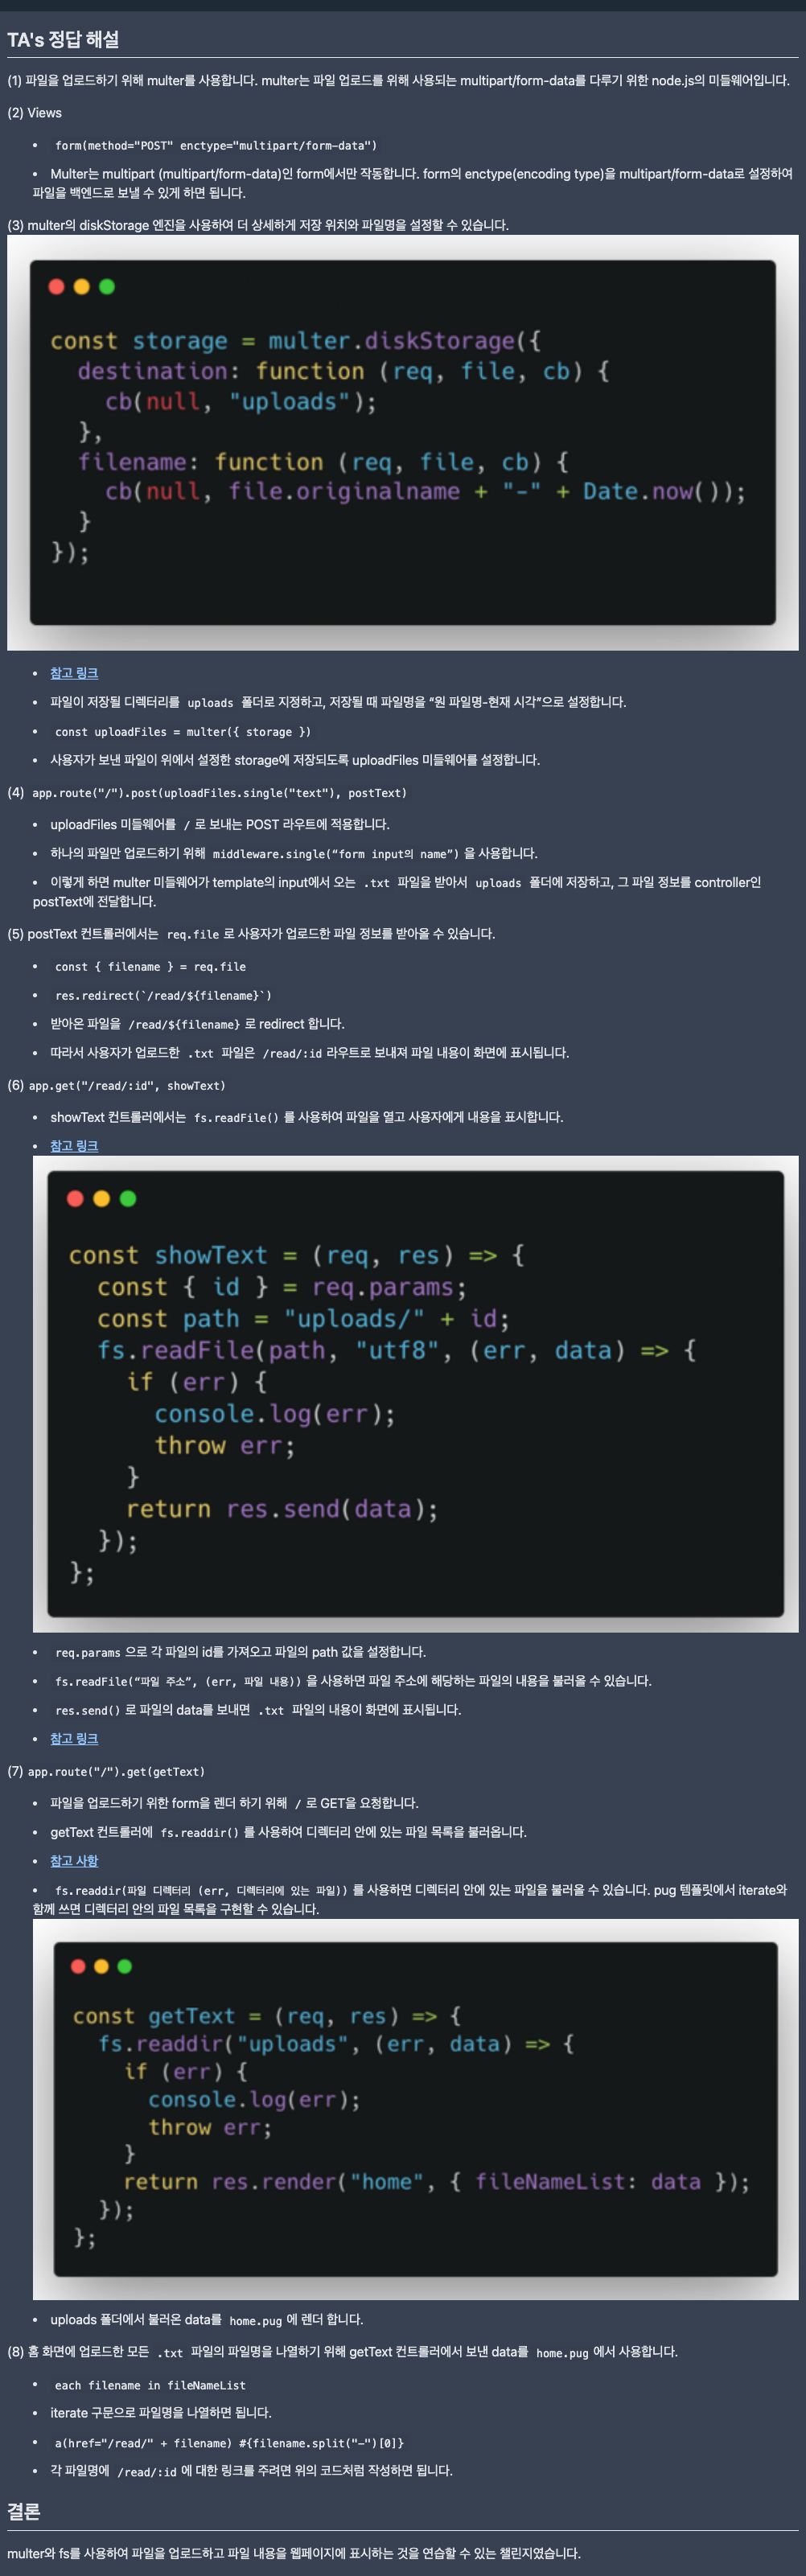 TA's 정답 해설
(1) 파일을 업로드하기 위해 multer를 사용합니다. multer는 파일 업로드를 위해 사용되는 multipart/form-data를 다루기 위한 node.js의 미들웨어입니다.
(2) Views
• form(method="POST" enctype="multipart/form-data")
• Multer는 multipart (multipart/form-data)인 form에서만 작동합니다. form의 enctype(encoding type)을 multipart/form-data로 설정하여
파일을 백엔드로 보낼 수 있게 하면 됩니다.
(3) multer의 diskStorage 엔진을 사용하여 더 상세하게 저장 위치와 파일명을 설정할 수 있습니다.
const storage = multer.diskStorage({
  destination: function (req, file, cb) {
    cb(null, "uploads");
  },
  filename: function (req, file, cb) {
    cb(null, file.originalname + "-" + Date.now());
  }
});
• 참고 링크
• 파일이 저장될 디렉터리를 uploads 폴더로 지정하고, 저장될 때 파일명을 “원 파일명-현재 시각”으로 설정합니다.
• const uploadFiles = multer({ storage })
• 사용자가 보낸 파일이 위에서 설정한 storage에 저장되도록 uploadFiles 미들웨어를 설정합니다.
(4) app.route("/").post(uploadFiles.single("text"), postText)
• uploadFiles 미들웨어를 / 로 보내는 POST 라우트에 적용합니다.
• 하나의 파일만 업로드하기 위해 middleware.single(“form input의 name”) 을 사용합니다.
• 이렇게 하면 multer 미들웨어가 template의 input에서 오는 .txt 파일을 받아서 uploads 폴더에 저장하고, 그 파일 정보를 controller인
postText에 전달합니다.
(5) postText 컨트롤러에서는 req.file 로 사용자가 업로드한 파일 정보를 받아올 수 있습니다.
• const { filename } = req.file
• res.redirect(`/read/${filename}`)
• 받아온 파일을 /read/${filename} 로 redirect 합니다.
• 따라서 사용자가 업로드한 .txt 파일은 /read/:id 라우트로 보내져 파일 내용이 화면에 표시됩니다.
(6) app.get("/read/:id", showText)
• showText 컨트롤러에서는 fs.readFile() 를 사용하여 파일을 열고 사용자에게 내용을 표시합니다.
• 참고 링크
const showText = (req, res) => {
  const { id } = req.params;
  const path = "uploads/" + id;
  fs.readFile(path, "utf8", (err, data) => {
    if (err) {
      console.log(err);
      throw err;
    }
    return res.send(data);
  });
};
• req.params 으로 각 파일의 id를 가져오고 파일의 path 값을 설정합니다.
• fs.readFile(“파일 주소”, (err, 파일 내용)) 을 사용하면 파일 주소에 해당하는 파일의 내용을 불러올 수 있습니다.
• res.send() 로 파일의 data를 보내면 .txt 파일의 내용이 화면에 표시됩니다.
• 참고 링크
(7) app.route("/").get(getText)
• 파일을 업로드하기 위한 form을 렌더 하기 위해 / 로 GET을 요청합니다.
• getText 컨트롤러에 fs.readdir() 를 사용하여 디렉터리 안에 있는 파일 목록을 불러옵니다.
• 참고 사항
• fs.readdir(파일 디렉터리 (err, 디렉터리에 있는 파일)) 를 사용하면 디렉터리 안에 있는 파일을 불러올 수 있습니다. pug 템플릿에서 iterate와
함께 쓰면 디렉터리 안의 파일 목록을 구현할 수 있습니다.
const getText = (req, res) => {
  fs.readdir("uploads", (err, data) => {
    if (err) {
      console.log(err);
      throw err;
    }
    return res.render("home", { fileNameList: data });
  });
};
• uploads 폴더에서 불러온 data를 home.pug 에 렌더 합니다.
(8) 홈 화면에 업로드한 모든 .txt 파일의 파일명을 나열하기 위해 getText 컨트롤러에서 보낸 data를 home.pug 에서 사용합니다.
• each filename in fileNameList
• iterate 구문으로 파일명을 나열하면 됩니다.
• a(href="/read/" + filename) #{filename.split("-")[0]}
• 각 파일명에 /read/:id 에 대한 링크를 주려면 위의 코드처럼 작성하면 됩니다.
결론
multer와 fs를 사용하여 파일을 업로드하고 파일 내용을 웹페이지에 표시하는 것을 연습할 수 있는 챌린지였습니다.